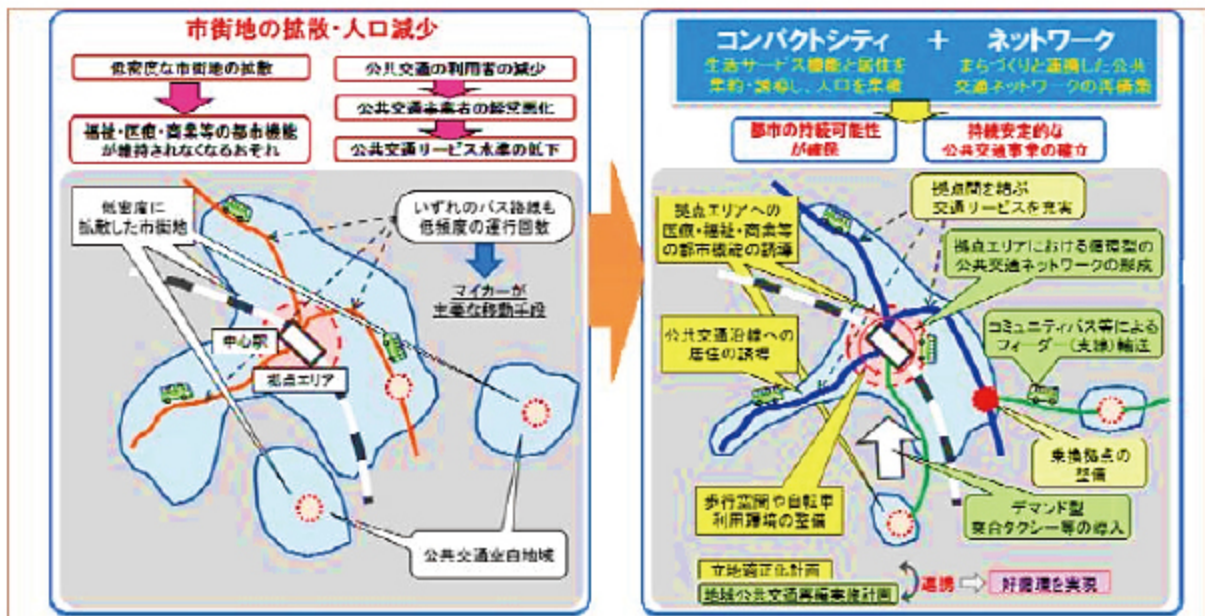 市街地の拡散・人口減少
低密度な市街地の拡散
福祉・医療・商業等の都市機能
が維持されなくなるおそれ
公共交通の利用者の減少
公共交通事業者の経営悪化
公共交通サービス水準の低下
低密度に
拡散した市街地
いずれのバス路線も
低頻度の運行回数
マイカーが
主要な移動手段
中心駅
拠点エリア
公共交通空白地域
コンパクトシティ + ネットワーク
生活サービス機能と居住を
集約・誘導し、人口を集積
まちづくりと連携した公共
交通ネットワークの再構築
都市の持続可能性
が確保
持続安定的な
公共交通事業の確立
拠点エリアへの
医療・福祉・商業等
の都市機能の誘導
拠点間を結ぶ
交通サービスを充実
拠点エリアにおける循環型の
公共交通ネットワークの形成
公共交通沿線への
居住の誘導
コミュニティバス等による
フィーダー(支線)輸送
乗換拠点の
整備
歩行空間や自転車
利用環境の整備
デマンド型
乗合タクシー等の導入
立地適正化計画
地域公共交通再編実施計画
連携
好循環を実現